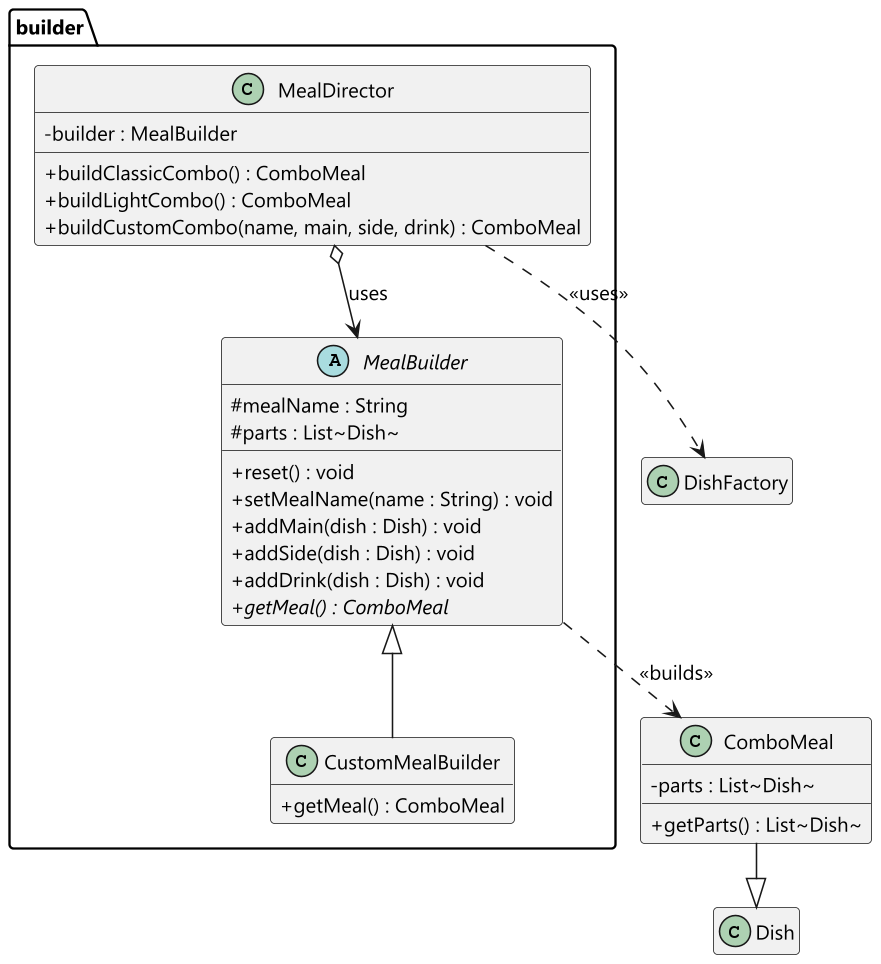 builder
C MealDirector
-builder : MealBuilder
+buildClassicCombo() : ComboMeal
+buildLightCombo() : ComboMeal
+buildCustomCombo(name, main, side, drink) : ComboMeal
uses
«uses»
A MealBuilder
#mealName : String
#parts : List~Dish~
+reset() : void
+setMealName(name : String) : void
+addMain(dish : Dish) : void
+addSide(dish : Dish) : void
+addDrink(dish : Dish) : void
+getMeal() : ComboMeal
C DishFactory
«builds»
C CustomMealBuilder
+getMeal() : ComboMeal
C ComboMeal
-parts : List~Dish~
+getParts() : List~Dish~
C Dish